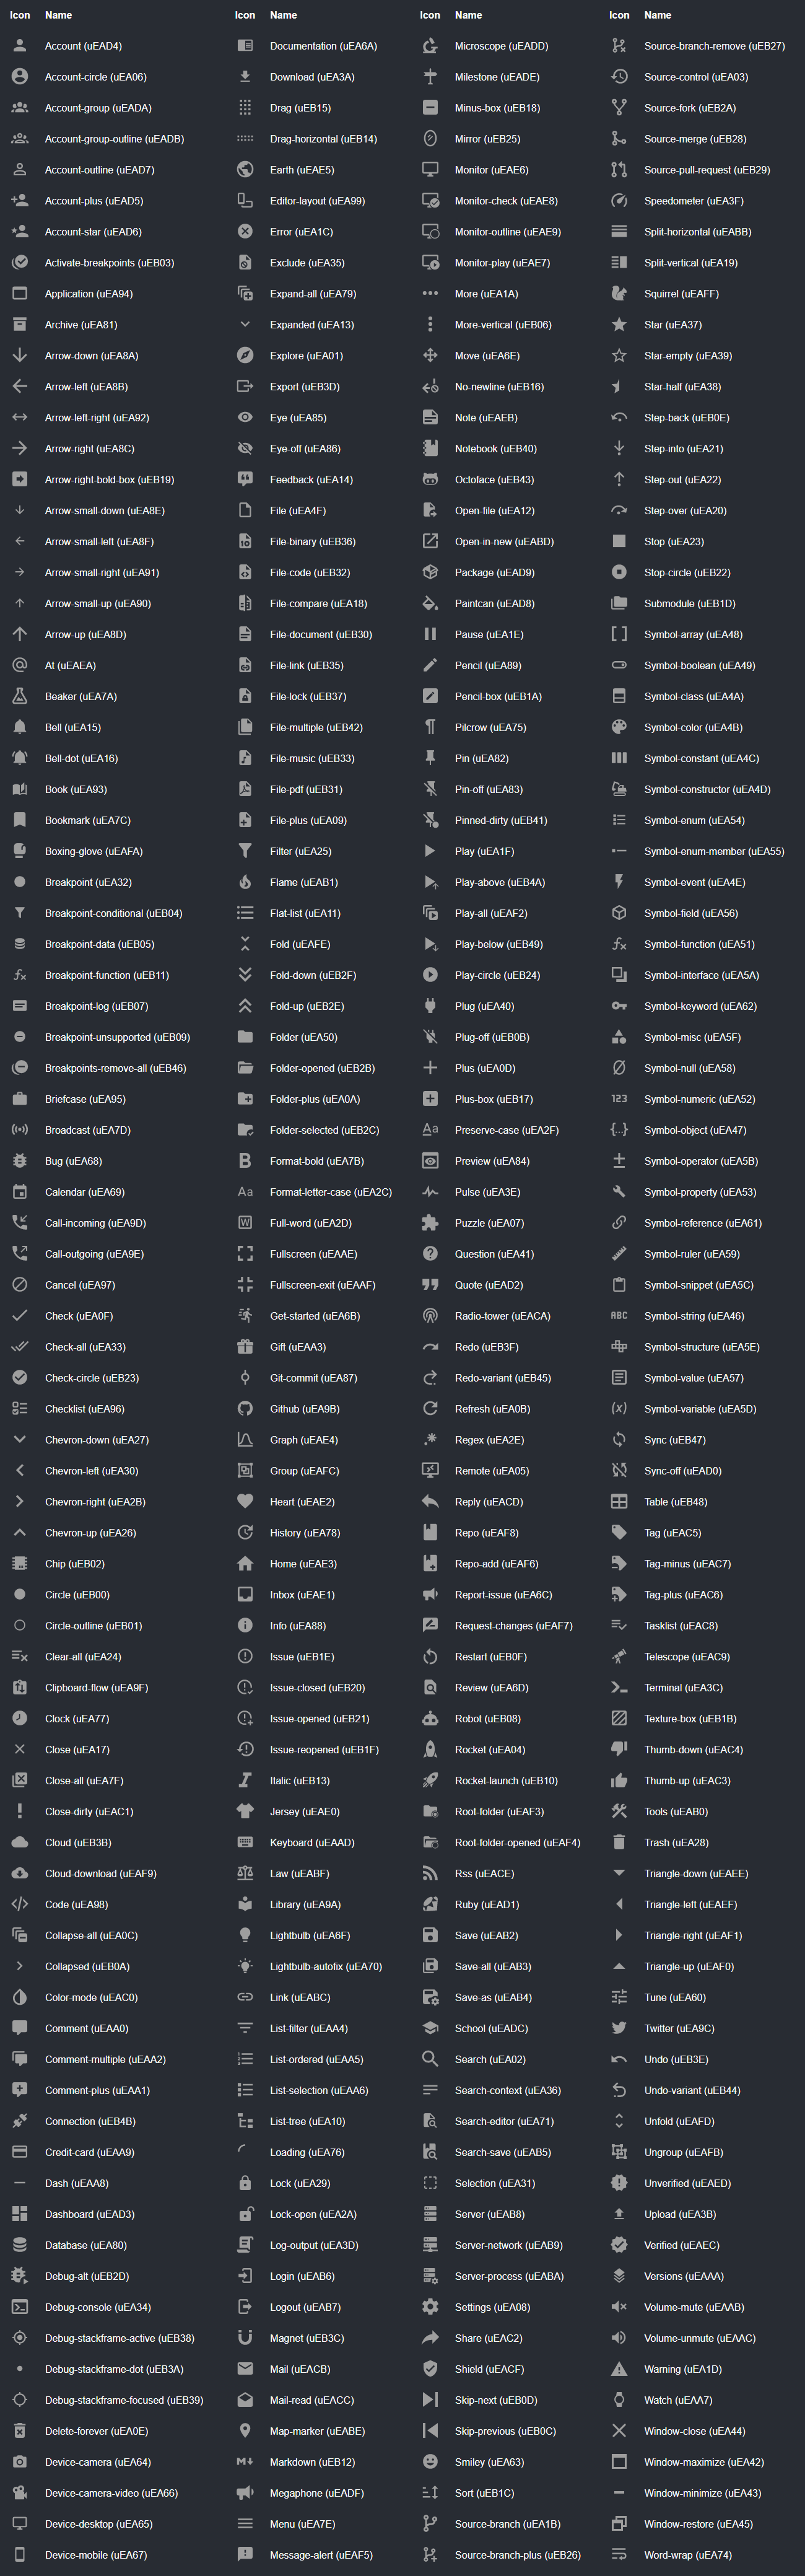 Icon Name Icon Name Icon Name Icon Name
Account (uEAD4) Documentation (uEA6A) Microscope (uEADD) Source-branch-remove (uEB27)
Account-circle (uEA06) Download (uEA3A) Milestone (uEADE) Source-control (uEA03)
Account-group (uEADA) Drag (uEB15) Minus-box (uEB18) Source-fork (uEB2A)
Account-group-outline (uEADB) Drag-horizontal (uEB14) Mirror (uEB25) Source-merge (uEB28)
Account-outline (uEAD7) Earth (uEAE5) Monitor (uEAE6) Source-pull-request (uEB29)
Account-plus (uEAD5) Editor-layout (uEA99) Monitor-check (uEAE8) Speedometer (uEA3F)
Account-star (uEAD6) Error (uEA1C) Monitor-outline (uEAE9) Split-horizontal (uEABB)
Activate-breakpoints (uEB03) Exclude (uEA35) Monitor-play (uEAE7) Split-vertical (uEA19)
Application (uEA94) Expand-all (uEA79) More (uEA1A) Squirrel (uEAFF)
Archive (uEA81) Expanded (uEA13) More-vertical (uEB06) Star (uEA37)
Arrow-down (uEA8A) Explore (uEA01) Move (uEA6E) Star-empty (uEA39)
Arrow-left (uEA8B) Export (uEB3D) No-newline (uEB16) Star-half (uEA38)
Arrow-left-right (uEA92) Eye (uEA85) Note (uEAEB) Step-back (uEB0E)
Arrow-right (uEA8C) Eye-off (uEA86) Notebook (uEB40) Step-into (uEA21)
Arrow-right-bold-box (uEB19) Feedback (uEA14) Octoface (uEB43) Step-out (uEA22)
Arrow-small-down (uEA8E) File (uEA4F) Open-file (uEA12) Step-over (uEA20)
Arrow-small-left (uEA8F) File-binary (uEB36) Open-in-new (uEABD) Stop (uEA23)
Arrow-small-right (uEA91) File-code (uEB32) Package (uEAD9) Stop-circle (uEB22)
Arrow-small-up (uEA90) File-compare (uEA18) Paintcan (uEAD8) Submodule (uEB1D)
Arrow-up (uEA8D) File-document (uEB30) Pause (uEA1E) Symbol-array (uEA48)
At (uEAEA) File-link (uEB35) Pencil (uEA89) Symbol-boolean (uEA49)
Beaker (uEA7A) File-lock (uEB37) Pencil-box (uEB1A) Symbol-class (uEA4A)
Bell (uEA15) File-multiple (uEB42) Pilcrow (uEA75) Symbol-color (uEA4B)
Bell-dot (uEA16) File-music (uEB33) Pin (uEA82) Symbol-constant (uEA4C)
Book (uEA93) File-pdf (uEB31) Pin-off (uEA83) Symbol-constructor (uEA4D)
Bookmark (uEA7C) File-plus (uEA09) Pinned-dirty (uEB41) Symbol-enum (uEA54)
Boxing-glove (uEAFA) Filter (uEA25) Play (uEA1F) Symbol-enum-member (uEA55)
Breakpoint (uEA32) Flame (uEAB1) Play-above (uEB4A) Symbol-event (uEA4E)
Breakpoint-conditional (uEB04) Flat-list (uEA11) Play-all (uEAF2) Symbol-field (uEA56)
Breakpoint-data (uEB05) Fold (uEAFE) Play-below (uEB49) Symbol-function (uEA51)
Breakpoint-function (uEB11) Fold-down (uEB2F) Play-circle (uEB24) Symbol-interface (uEA5A)
Breakpoint-log (uEB07) Fold-up (uEB2E) Plug (uEA40) Symbol-keyword (uEA62)
Breakpoint-unsupported (uEB09) Folder (uEA50) Plug-off (uEB0B) Symbol-misc (uEA5F)
Breakpoints-remove-all (uEB46) Folder-opened (uEB2B) Plus (uEA0D) Symbol-null (uEA58)
Briefcase (uEA95) Folder-plus (uEA0A) Plus-box (uEB17) Symbol-numeric (uEA52)
Broadcast (uEA7D) Folder-selected (uEB2C) Preserve-case (uEA2F) Symbol-object (uEA47)
Bug (uEA68) Format-bold (uEA7B) Preview (uEA84) Symbol-operator (uEA5B)
Calendar (uEA69) Format-letter-case (uEA2C) Pulse (uEA3E) Symbol-property (uEA53)
Call-incoming (uEA9D) Full-word (uEA2D) Puzzle (uEA07) Symbol-reference (uEA61)
Call-outgoing (uEA9E) Fullscreen (uEAAE) Question (uEA41) Symbol-ruler (uEA59)
Cancel (uEA97) Fullscreen-exit (uEAAF) Quote (uEAD2) Symbol-snippet (uEA5C)
Check (uEA0F) Get-started (uEA6B) Radio-tower (uEACA) Symbol-string (uEA46)
Check-all (uEA33) Gift (uEAA3) Redo (uEB3F) Symbol-structure (uEA5E)
Check-circle (uEB23) Git-commit (uEA87) Redo-variant (uEB45) Symbol-value (uEA57)
Checklist (uEA96) Github (uEA9B) Refresh (uEA0B) Symbol-variable (uEA5D)
Chevron-down (uEA27) Graph (uEAE4) Regex (uEA2E) Sync (uEB47)
Chevron-left (uEA30) Group (uEAFC) Remote (uEA05) Sync-off (uEAD0)
Chevron-right (uEA2B) Heart (uEAE2) Reply (uEACD) Table (uEB48)
Chevron-up (uEA26) History (uEA78) Repo (uEAF8) Tag (uEAC5)
Chip (uEB02) Home (uEAE3) Repo-add (uEAF6) Tag-minus (uEAC7)
Circle (uEB00) Inbox (uEAE1) Report-issue (uEA6C) Tag-plus (uEAC6)
Circle-outline (uEB01) Info (uEA88) Request-changes (uEAF7) Tasklist (uEAC8)
Clear-all (uEA24) Issue (uEB1E) Restart (uEB0F) Telescope (uEAC9)
Clipboard-flow (uEA9F) Issue-closed (uEB20) Review (uEA6D) Terminal (uEA3C)
Clock (uEA77) Issue-opened (uEB21) Robot (uEB08) Texture-box (uEB1B)
Close (uEA17) Issue-reopened (uEB1F) Rocket (uEA04) Thumb-down (uEAC4)
Close-all (uEA7F) Italic (uEB13) Rocket-launch (uEB10) Thumb-up (uEAC3)
Close-dirty (uEAC1) Jersey (uEAE0) Root-folder (uEAF3) Tools (uEAB0)
Cloud (uEB3B) Keyboard (uEAAD) Root-folder-opened (uEAF4) Trash (uEA28)
Cloud-download (uEAF9) Law (uEABF) Rss (uEACE) Triangle-down (uEAEE)
Code (uEA98) Library (uEA9A) Ruby (uEAD1) Triangle-left (uEAEF)
Collapse-all (uEA0C) Lightbulb (uEA6F) Save (uEAB2) Triangle-right (uEAF1)
Collapsed (uEB0A) Lightbulb-autofix (uEA70) Save-all (uEAB3) Triangle-up (uEAF0)
Color-mode (uEAC0) Link (uEABC) Save-as (uEAB4) Tune (uEA60)
Comment (uEAA0) List-filter (uEAA4) School (uEADC) Twitter (uEA9C)
Comment-multiple (uEAA2) List-ordered (uEAA5) Search (uEA02) Undo (uEB3E)
Comment-plus (uEAA1) List-selection (uEAA6) Search-context (uEA36) Undo-variant (uEB44)
Connection (uEB4B) List-tree (uEA10) Search-editor (uEA71) Unfold (uEAFD)
Credit-card (uEAA9) Loading (uEA76) Search-save (uEAB5) Ungroup (uEAFB)
Dash (uEAA8) Lock (uEA29) Selection (uEA31) Unverified (uEAED)
Dashboard (uEAD3) Lock-open (uEA2A) Server (uEAB8) Upload (uEA3B)
Database (uEA80) Log-output (uEA3D) Server-network (uEAB9) Verified (uEAEC)
Debug-alt (uEB2D) Login (uEAB6) Server-process (uEABA) Versions (uEAAA)
Debug-console (uEA34) Logout (uEAB7) Settings (uEA08) Volume-mute (uEAAB)
Debug-stackframe-active (uEB38) Magnet (uEB3C) Share (uEAC2) Volume-unmute (uEAAC)
Debug-stackframe-dot (uEB3A) Mail (uEACB) Shield (uEACF) Warning (uEA1D)
Debug-stackframe-focused (uEB39) Mail-read (uEACC) Skip-next (uEB0D) Watch (uEAA7)
Delete-forever (uEA0E) Map-marker (uEABE) Skip-previous (uEB0C) Window-close (uEA44)
Device-camera (uEA64) Markdown (uEB12) Smiley (uEA63) Window-maximize (uEA42)
Device-camera-video (uEA66) Megaphone (uEADF) Sort (uEB1C) Window-minimize (uEA43)
Device-desktop (uEA65) Menu (uEA7E) Source-branch (uEA1B) Window-restore (uEA45)
Device-mobile (uEA67) Message-alert (uEAF5) Source-branch-plus (uEB26) Word-wrap (uEA74)